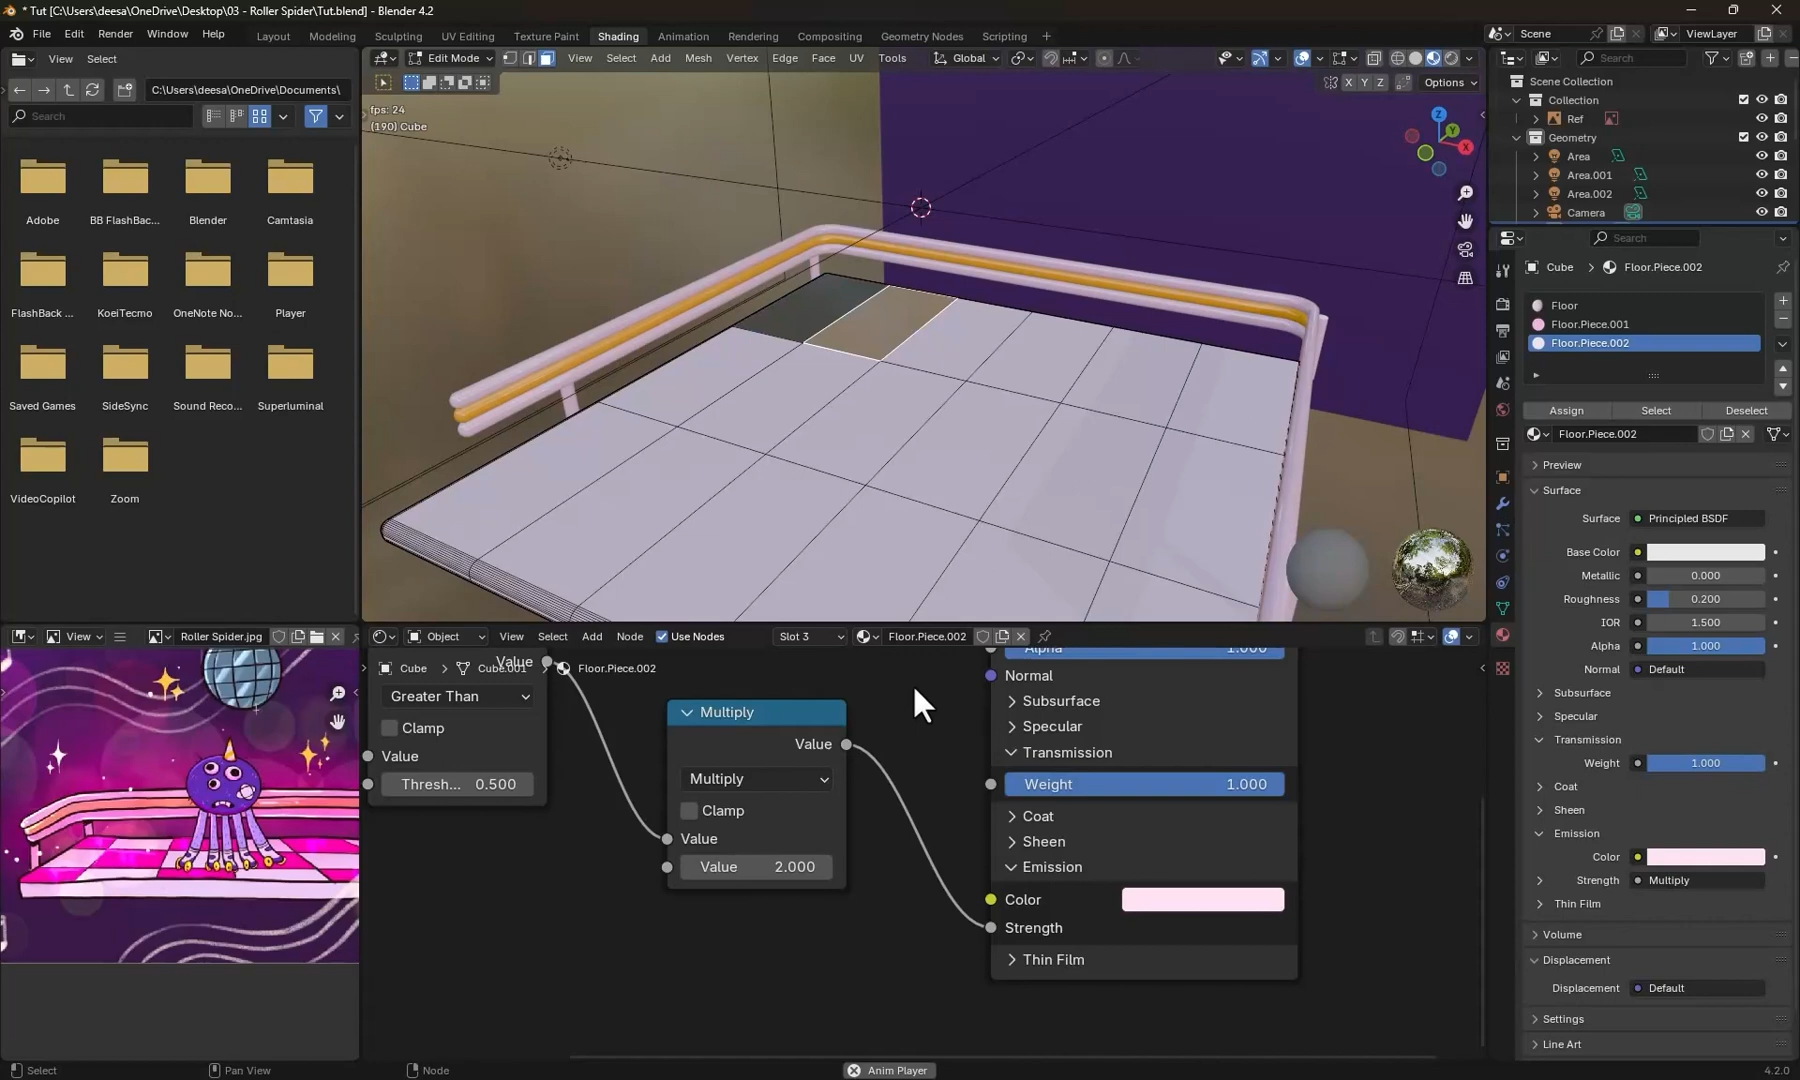 * Tut [C:\Users\deesa\OneDrive\Desktop\03 - Roller Spider\Tut.blend] - Blender 4.2
File Edit Render Window Help
Layout Modeling Sculpting UV Editing Texture Paint Shading Animation Rendering Compositing Geometry Nodes Scripting +
Scene
ViewLayer
View Select
C:\Users\deesa\OneDrive\Documents\
Search
Adobe BB FlashBac... Blender Camtasia
FlashBack ... KoeiTecmo OneNote No... Player
Saved Games SideSync Sound Reco... Superluminal
VideoCopilot Zoom
Edit Mode View Select Add Mesh Vertex Edge Face UV Tools Global
X Y Z Options
fps: 24
(190) Cube
Z
Y
X
Search
Scene Collection
Collection
Ref
Geometry
Area
Area.001
Area.002
Camera
Search
Cube > Floor.Piece.002
Floor
Floor.Piece.001
Floor.Piece.002
Assign Select Deselect
Floor.Piece.002
Preview
Surface
Surface Principled BSDF
Base Color
Metallic 0.000
Roughness 0.200
IOR 1.500
Alpha 1.000
Normal Default
Subsurface
Specular
Transmission
Weight 1.000
Coat
Sheen
Emission
Color
Strength Multiply
Thin Film
Volume
Displacement
Displacement Default
Settings
Line Art
View Roller Spider.jpg
Object View Select Add Node Use Nodes Slot 3 Floor.Piece.002
Value
Cube > Cube.001 > Floor.Piece.002
Greater Than
Clamp
Value
Thresh... 0.500
Multiply
Value
Multiply
Clamp
Value
Value 2.000
Alpha 1.000
Normal
Subsurface
Specular
Transmission
Weight 1.000
Coat
Sheen
Emission
Color
Strength
Thin Film
Select Pan View Node Anim Player 4.2.0